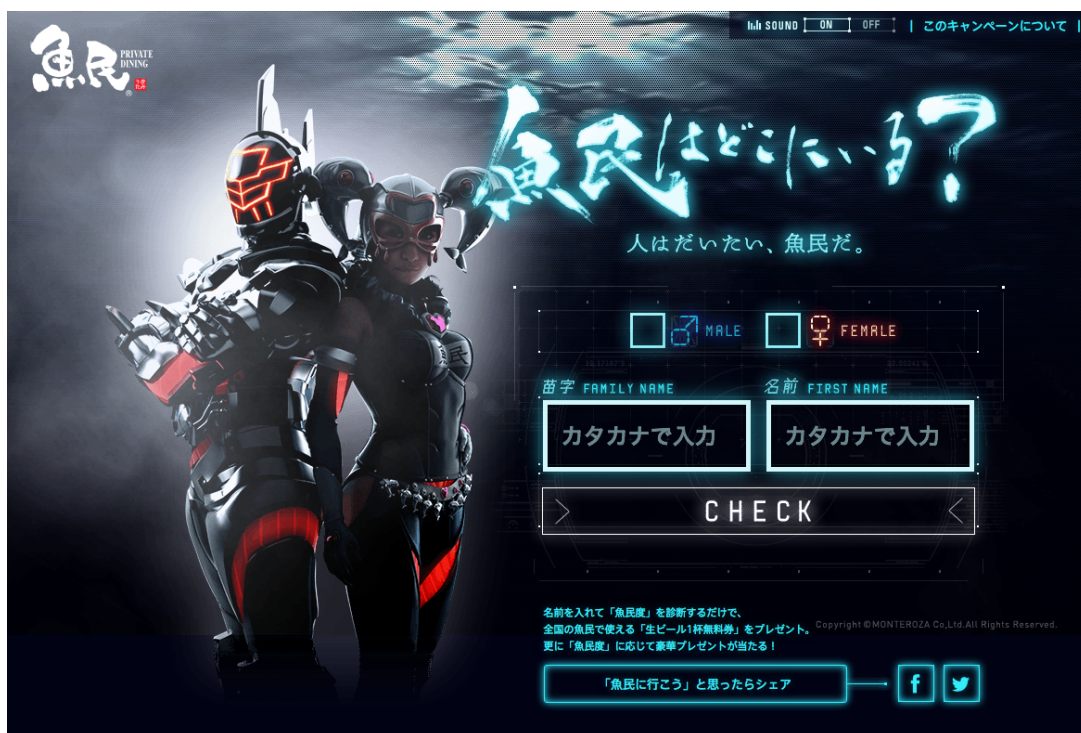 魚民 PRIVATE DINING
SOUND ON OFF | このキャンペーンについて |
魚民はどこにいる?
人はだいたい、魚民だ。
MALE FEMALE
苗字 FAMILY NAME 名前 FIRST NAME
カタカナで入力 カタカナで入力
CHECK
魚民
名前を入れて「魚民度」を診断するだけで、
全国の魚民で使える「生ビール1杯無料券」をプレゼント。
更に「魚民度」に応じて豪華プレゼントが当たる!
Copyright ©MONTEROZA Co,Ltd.All Rights Reserved.
「魚民に行こう」と思ったらシェア